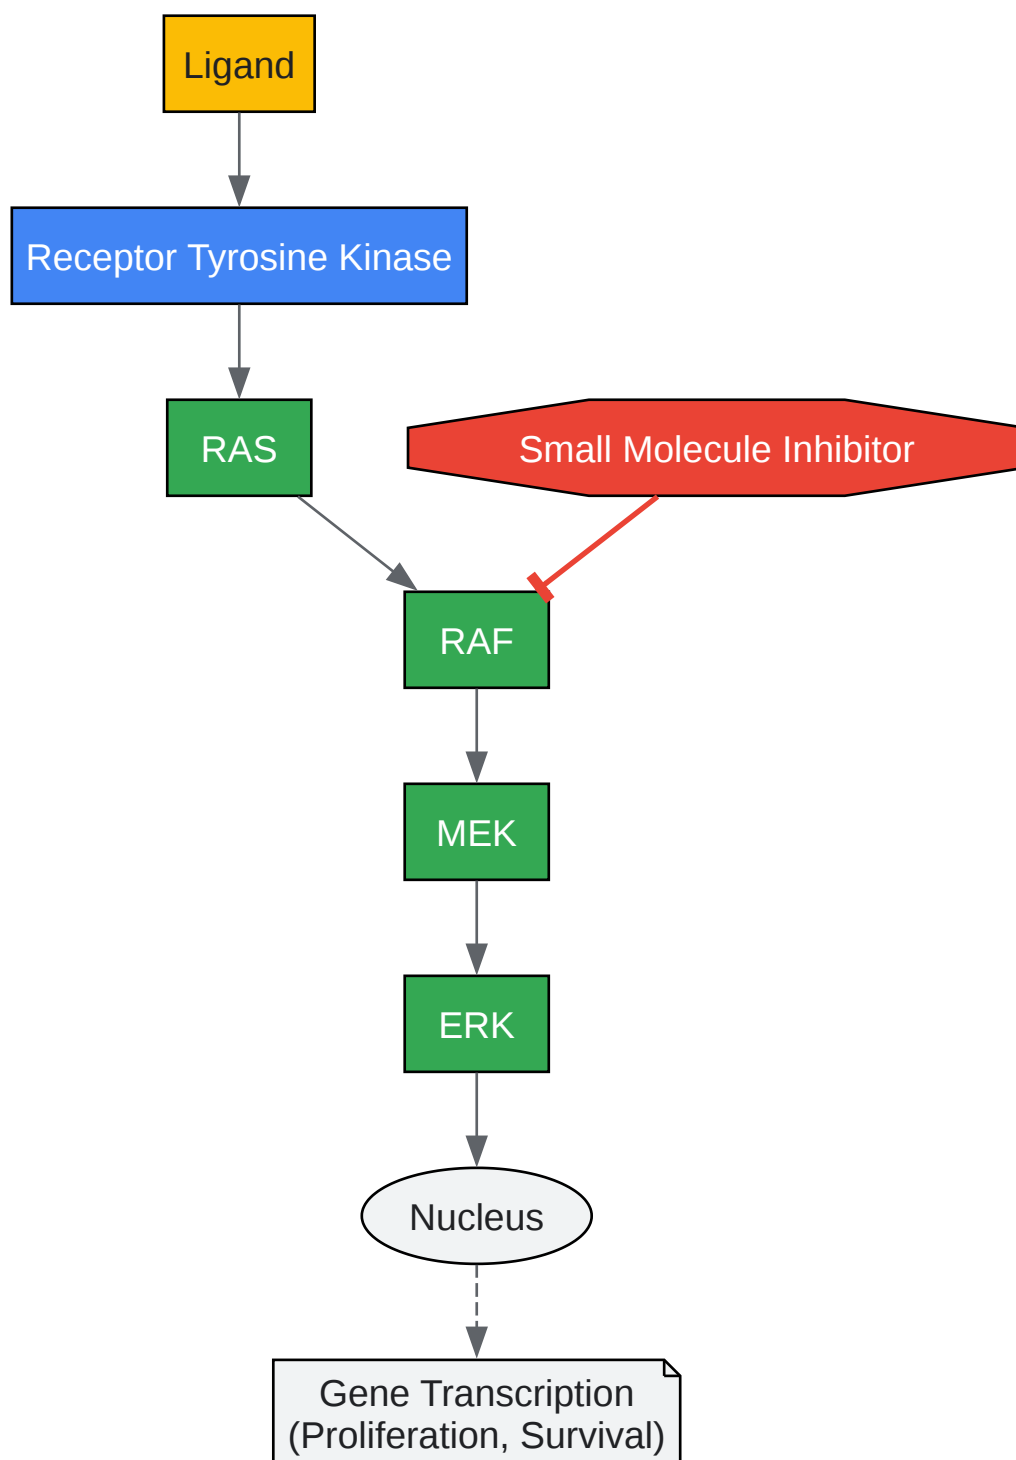 Ligand
Receptor Tyrosine Kinase
RAS
Small Molecule Inhibitor
RAF
MEK
ERK
Nucleus
Gene Transcription
(Proliferation, Survival)